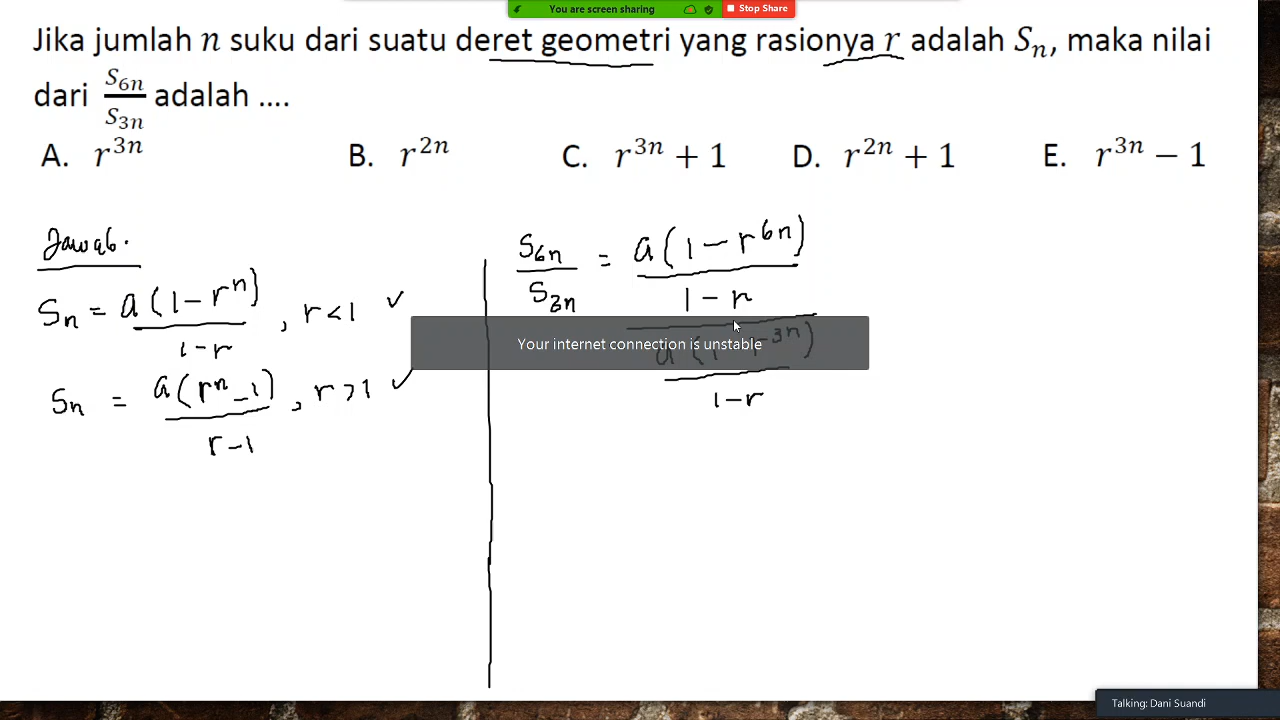 You are screen sharing
Stop Share
Jika jumlah n suku dari suatu deret geometri yang rasionya r adalah Sₙ, maka nilai
dari S₆ₙ/S₃ₙ adalah ....
A. r³ⁿ B. r²ⁿ C. r³ⁿ + 1 D. r²ⁿ + 1 E. r³ⁿ − 1
Jawab.
Sn = a(1-rⁿ)/(1-r), r<1 ✓
Sn = a(rⁿ-1)/(r-1), r>1 ✓
S6n/S3n = (a(1-r⁶ⁿ)/(1-r))/(a(1-r³ⁿ)/(1-r))
Your internet connection is unstable
Talking: Dani Suandi